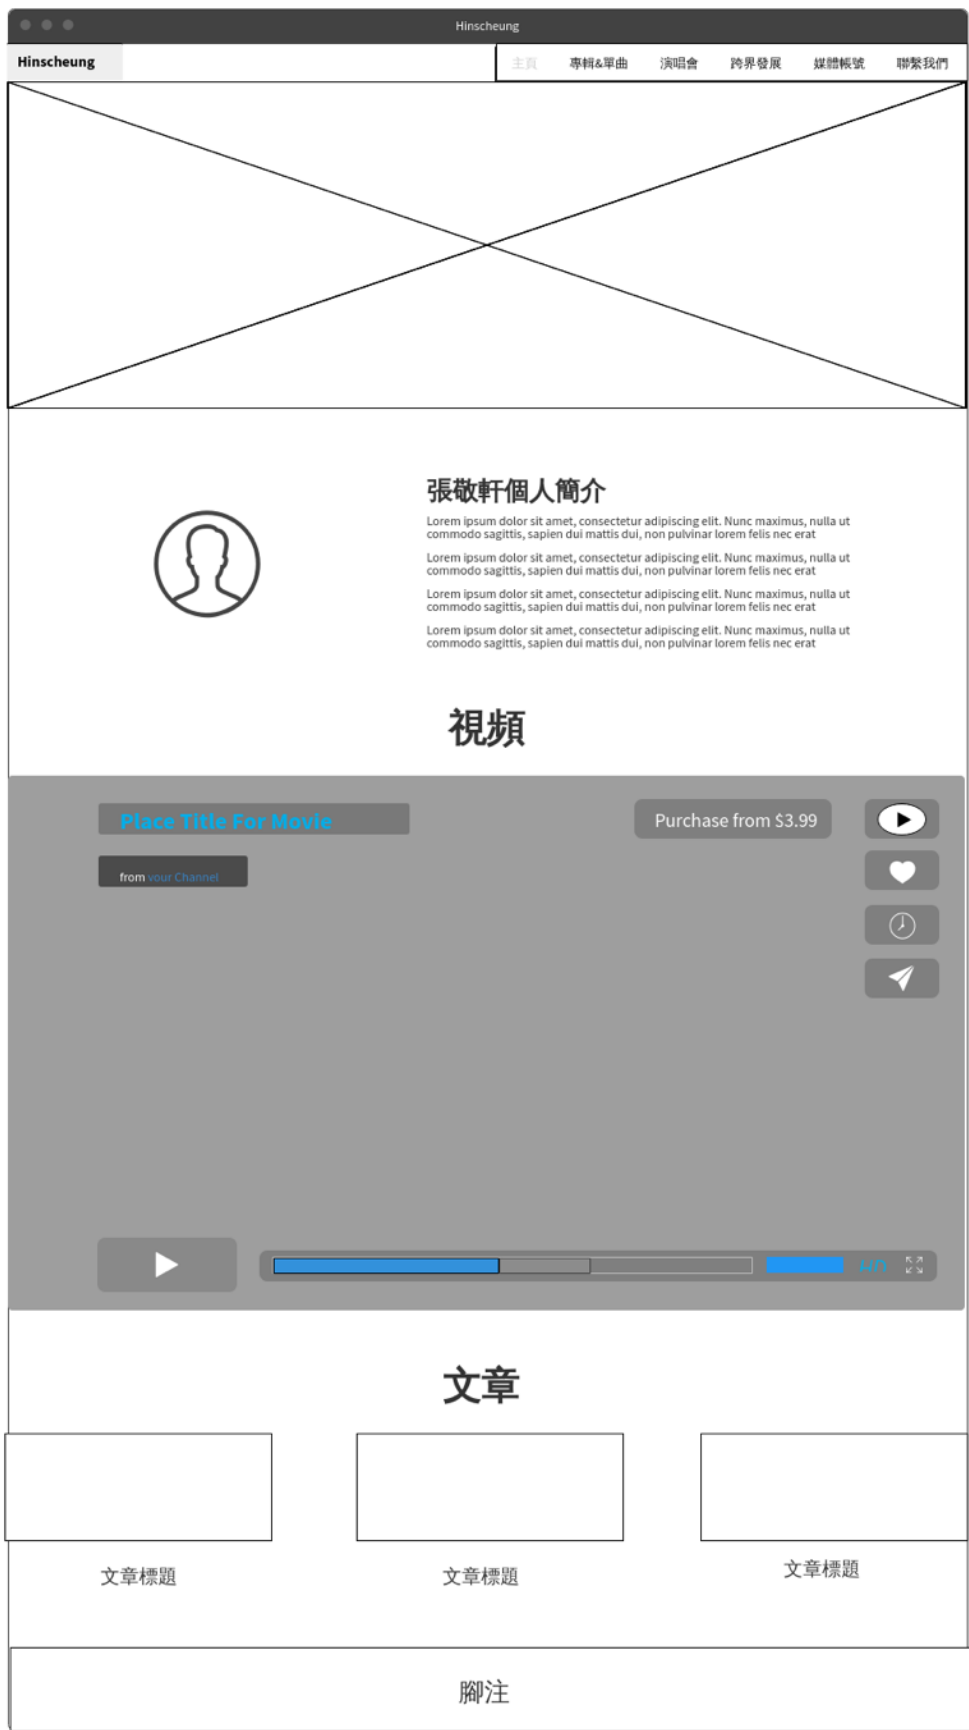 Hinscheung
Hinscheung
主頁 專輯&單曲 演唱會 跨界發展 媒體帳號 聯繫我們
張敬軒個人簡介
Lorem ipsum dolor sit amet, consectetur adipiscing elit. Nunc maximus, nulla ut
commodo sagittis, sapien dui mattis dui, non pulvinar lorem felis nec erat
Lorem ipsum dolor sit amet, consectetur adipiscing elit. Nunc maximus, nulla ut
commodo sagittis, sapien dui mattis dui, non pulvinar lorem felis nec erat
Lorem ipsum dolor sit amet, consectetur adipiscing elit. Nunc maximus, nulla ut
commodo sagittis, sapien dui mattis dui, non pulvinar lorem felis nec erat
Lorem ipsum dolor sit amet, consectetur adipiscing elit. Nunc maximus, nulla ut
commodo sagittis, sapien dui mattis dui, non pulvinar lorem felis nec erat
視頻
Place Title For Movie
Purchase from $3.99
from your Channel
HD
文章
文章標題
文章標題
文章標題
腳注